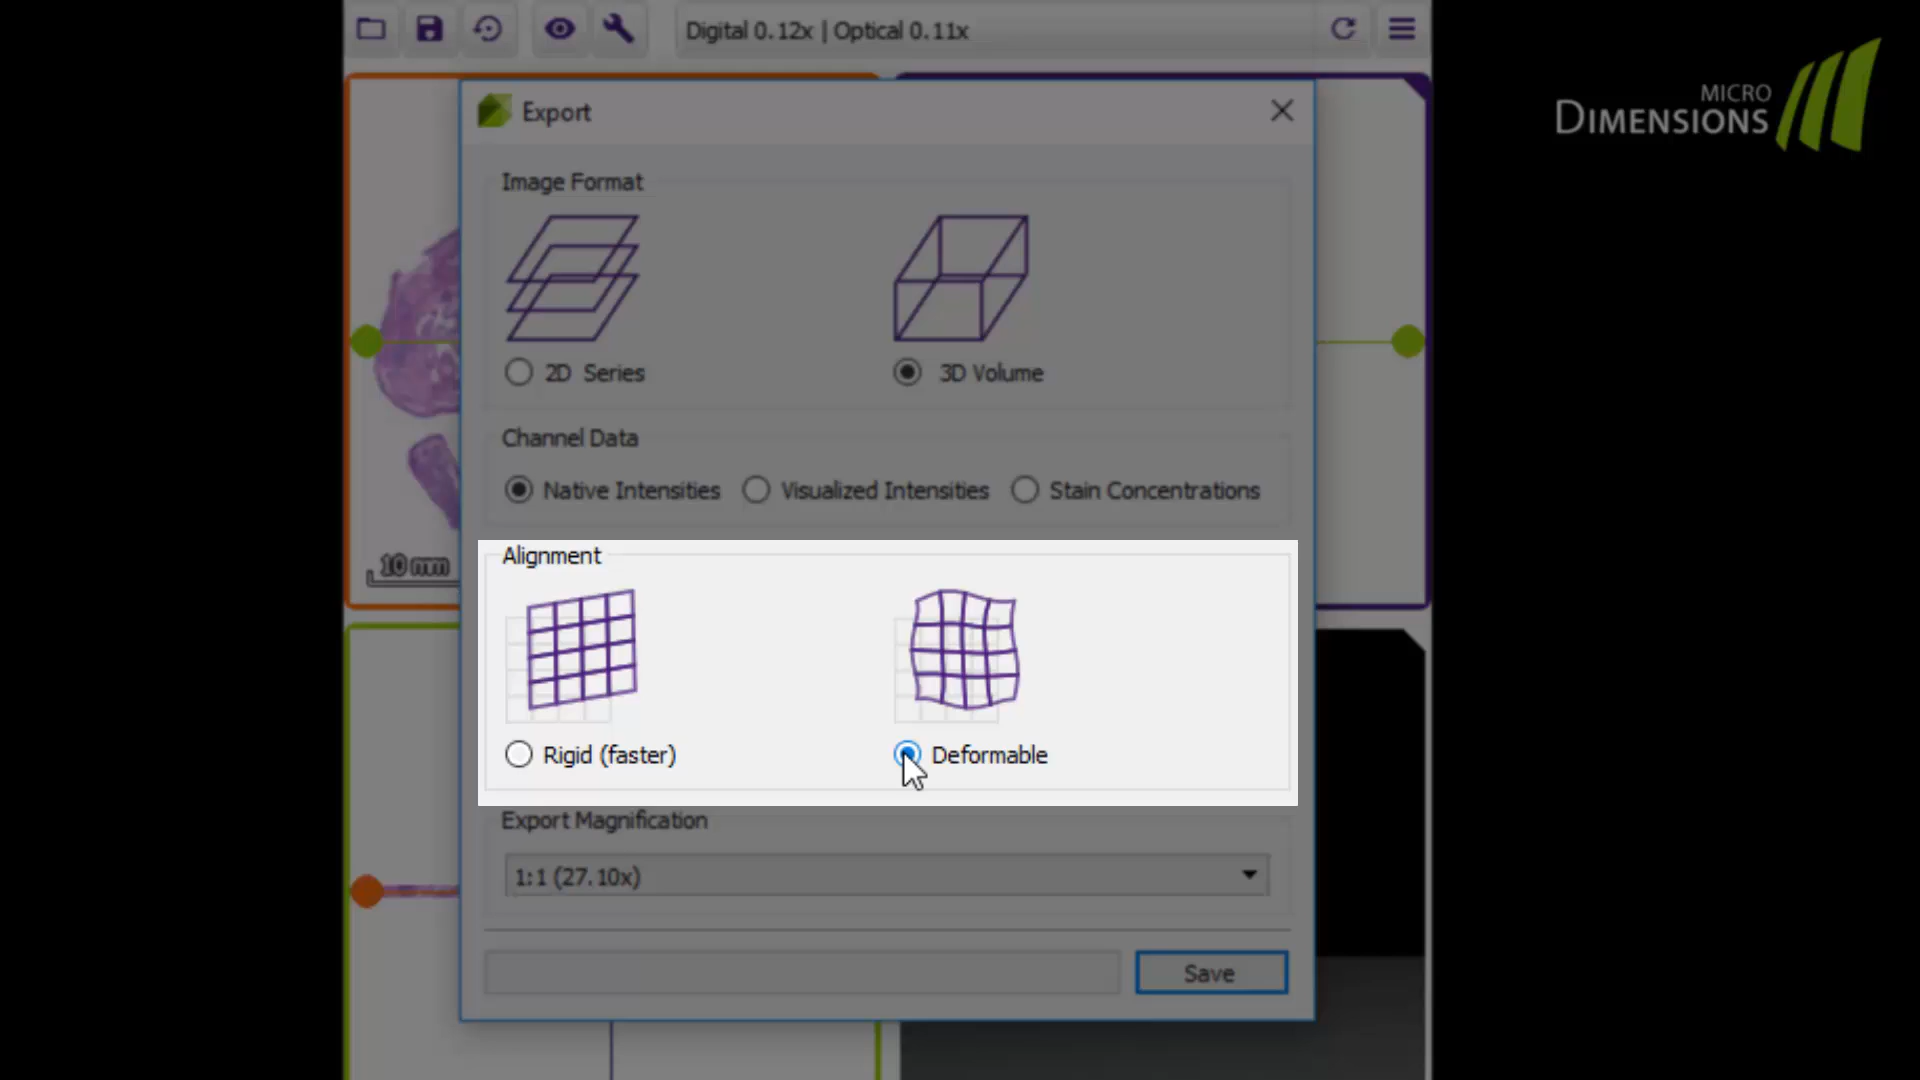 Digital 0.12x | Optical 0.11x
MICRO
DIMENSIONS
Export
Image Format
2D Series
3D Volume
Channel Data
Native Intensities
Visualized Intensities
Stain Concentrations
10 mm
Alignment
Rigid (faster)
Deformable
Export Magnification
1:1 (27.10x)
Save